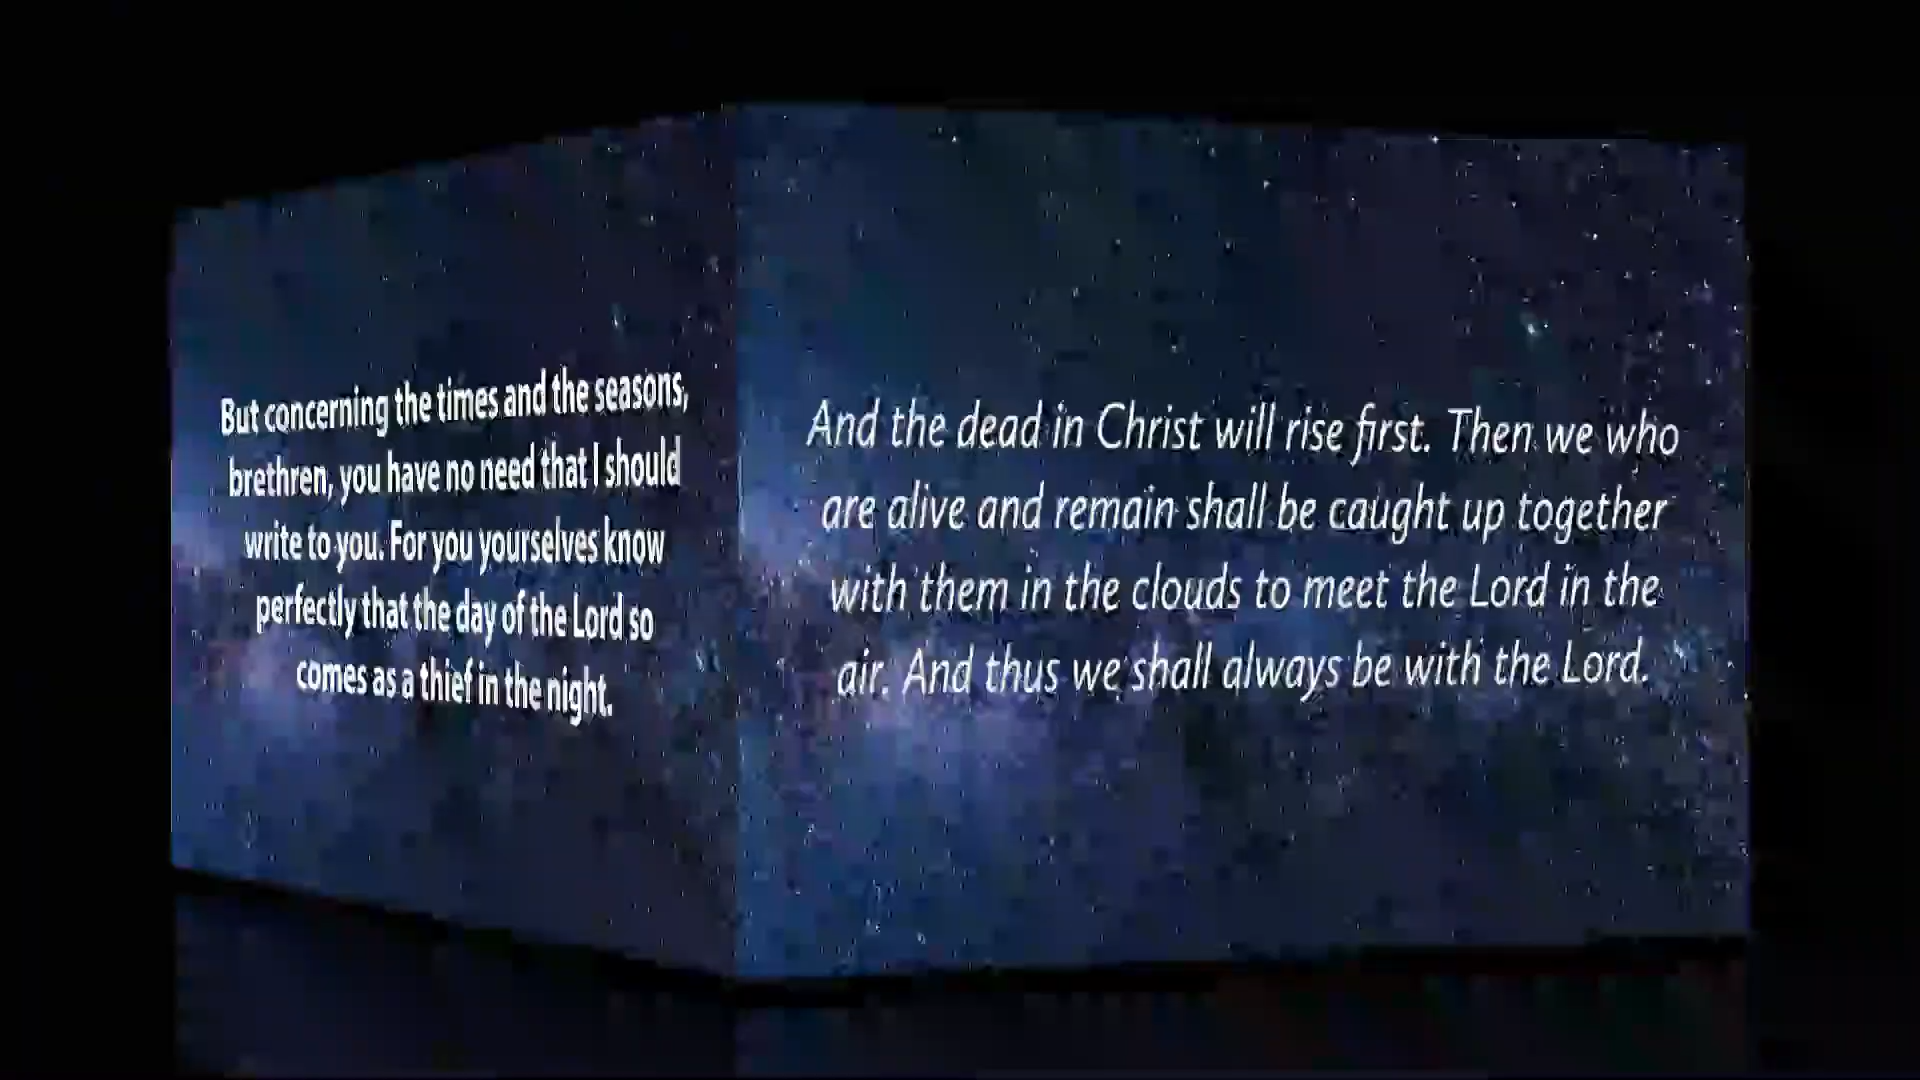 But concerning the times and the seasons,
brethren, you have no need that I should
write to you. For you yourselves know
perfectly that the day of the Lord so
comes as a thief in the night.
And the dead in Christ will rise first. Then we who
are alive and remain shall be caught up together
with them in the clouds to meet the Lord in the
air. And thus we shall always be with the Lord.